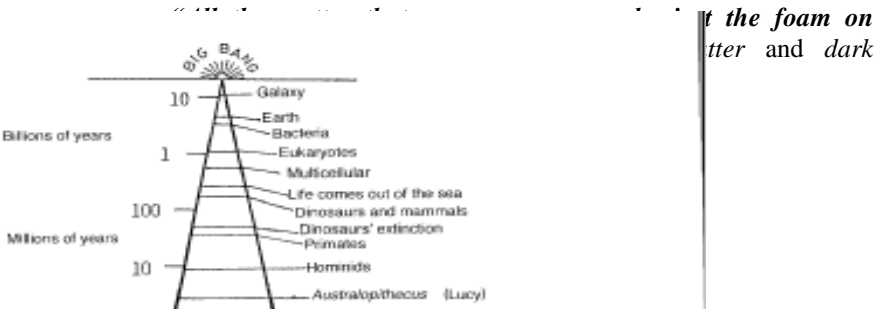 the foam on
BIG BANG
and dark
10 Galaxy
Earth
Billions of years Bacteria
1 Eukaryotes
Multicellular
Life comes out of the sea
100 Dinosaurs and mammals
Dinosaurs' extinction
Millions of years Primates
10 Hominids
Australopithecus (Lucy)